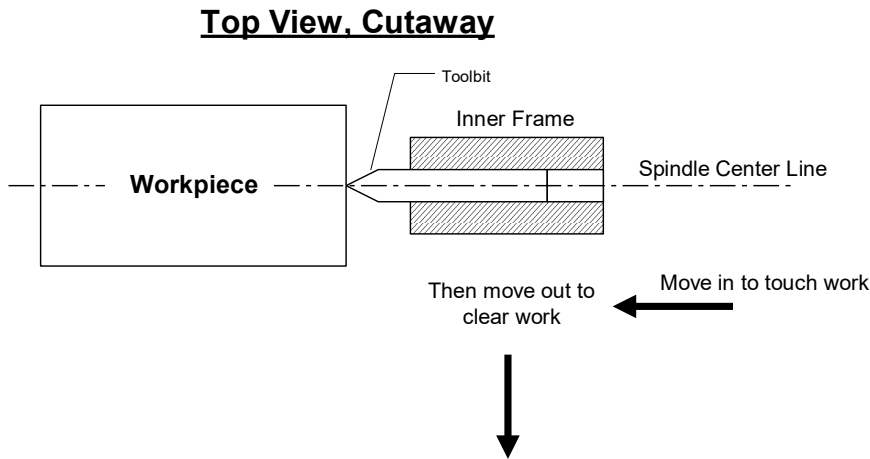 Top View, Cutaway
Toolbit
Inner Frame
Workpiece
Spindle Center Line
Then move out to
clear work
Move in to touch work